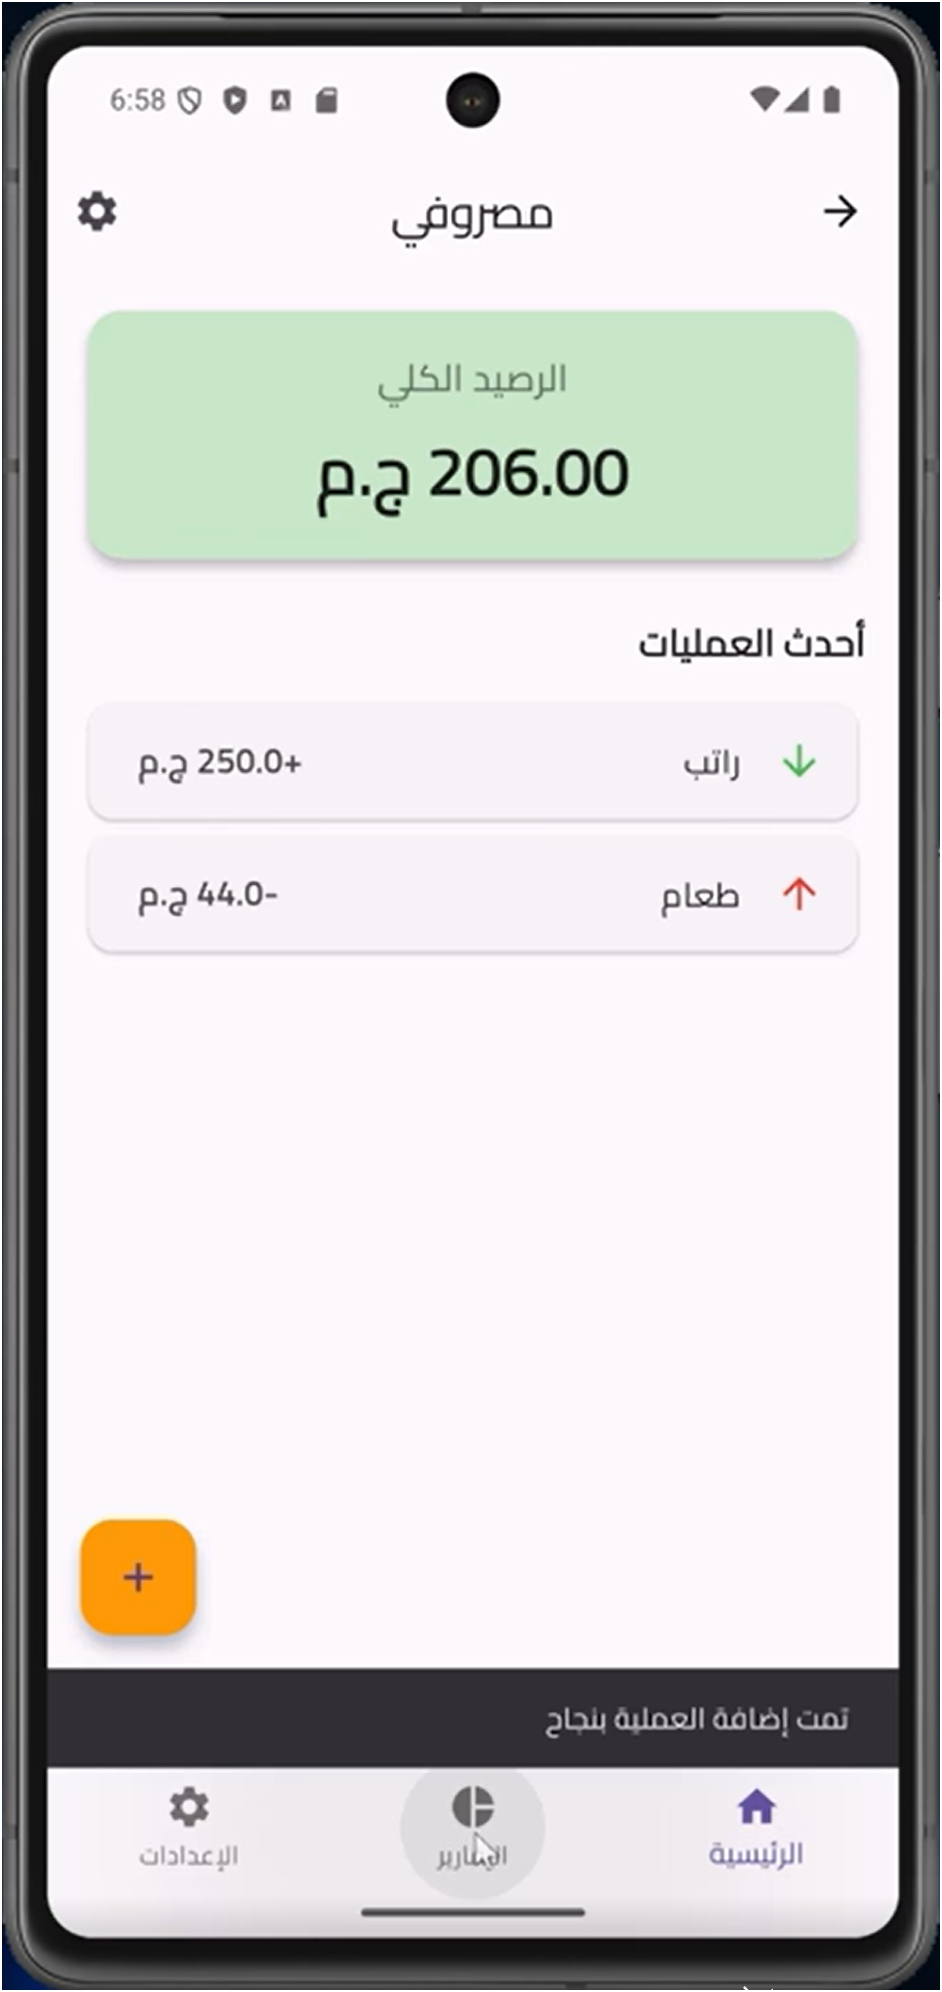 6:58
مصروفي
الرصيد الكلي
206.00 ج.م
أحدث العمليات
راتب
+250.0 ج.م
طعام
-44.0 ج.م
+
تمت إضافة العملية بنجاح
الرئيسية
التقارير
الإعدادات